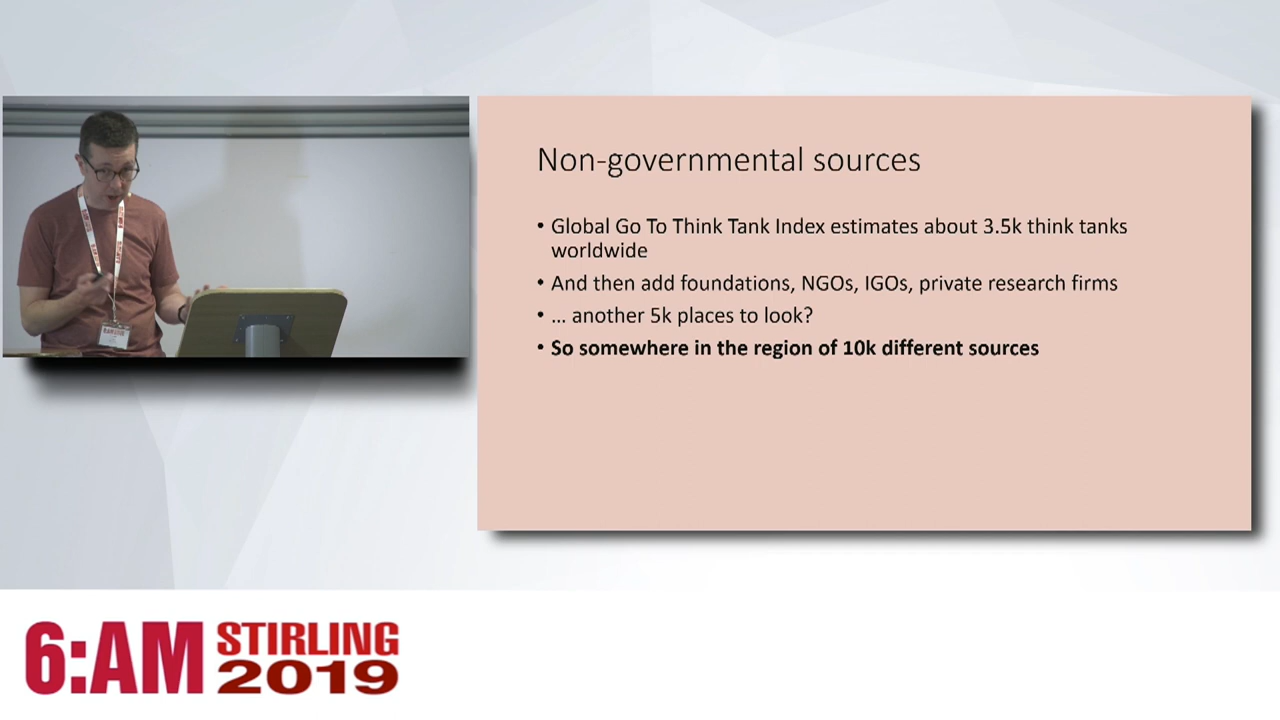 Non-governmental sources
• Global Go To Think Tank Index estimates about 3.5k think tanks
worldwide
• And then add foundations, NGOs, IGOs, private research firms
• ... another 5k places to look?
• So somewhere in the region of 10k different sources
6:AM STIRLING
2019